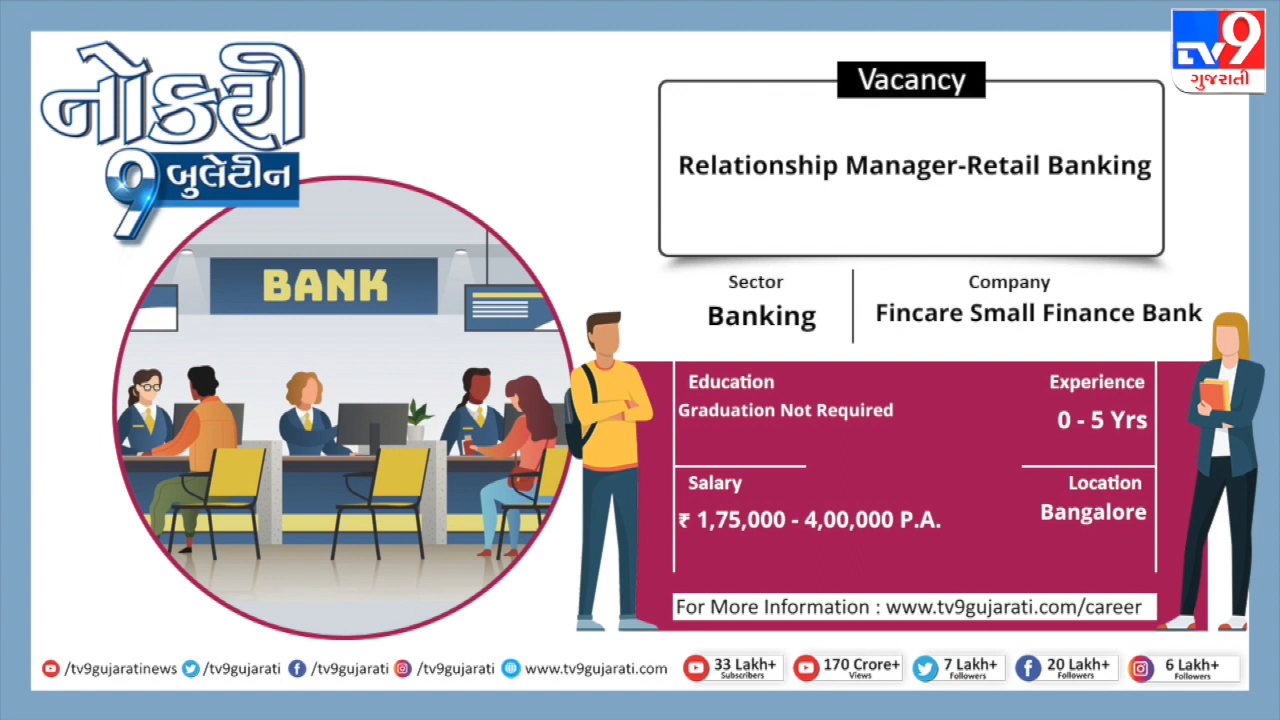 નોકરી
9 બુલેટીન
TV9
ગુજરાતી
BANK
Vacancy
Relationship Manager-Retail Banking
Sector
Banking
Company
Fincare Small Finance Bank
Education
Graduation Not Required
Experience
0 - 5 Yrs
Salary
₹ 1,75,000 - 4,00,000 P.A.
Location
Bangalore
For More Information : www.tv9gujarati.com/career
/tv9gujaratinews /tv9gujarati /tv9gujarati /tv9gujarati www.tv9gujarati.com
33 Lakh+
Subscribers
170 Crore+
Views
7 Lakh+
Followers
20 Lakh+
Followers
6 Lakh+
Followers